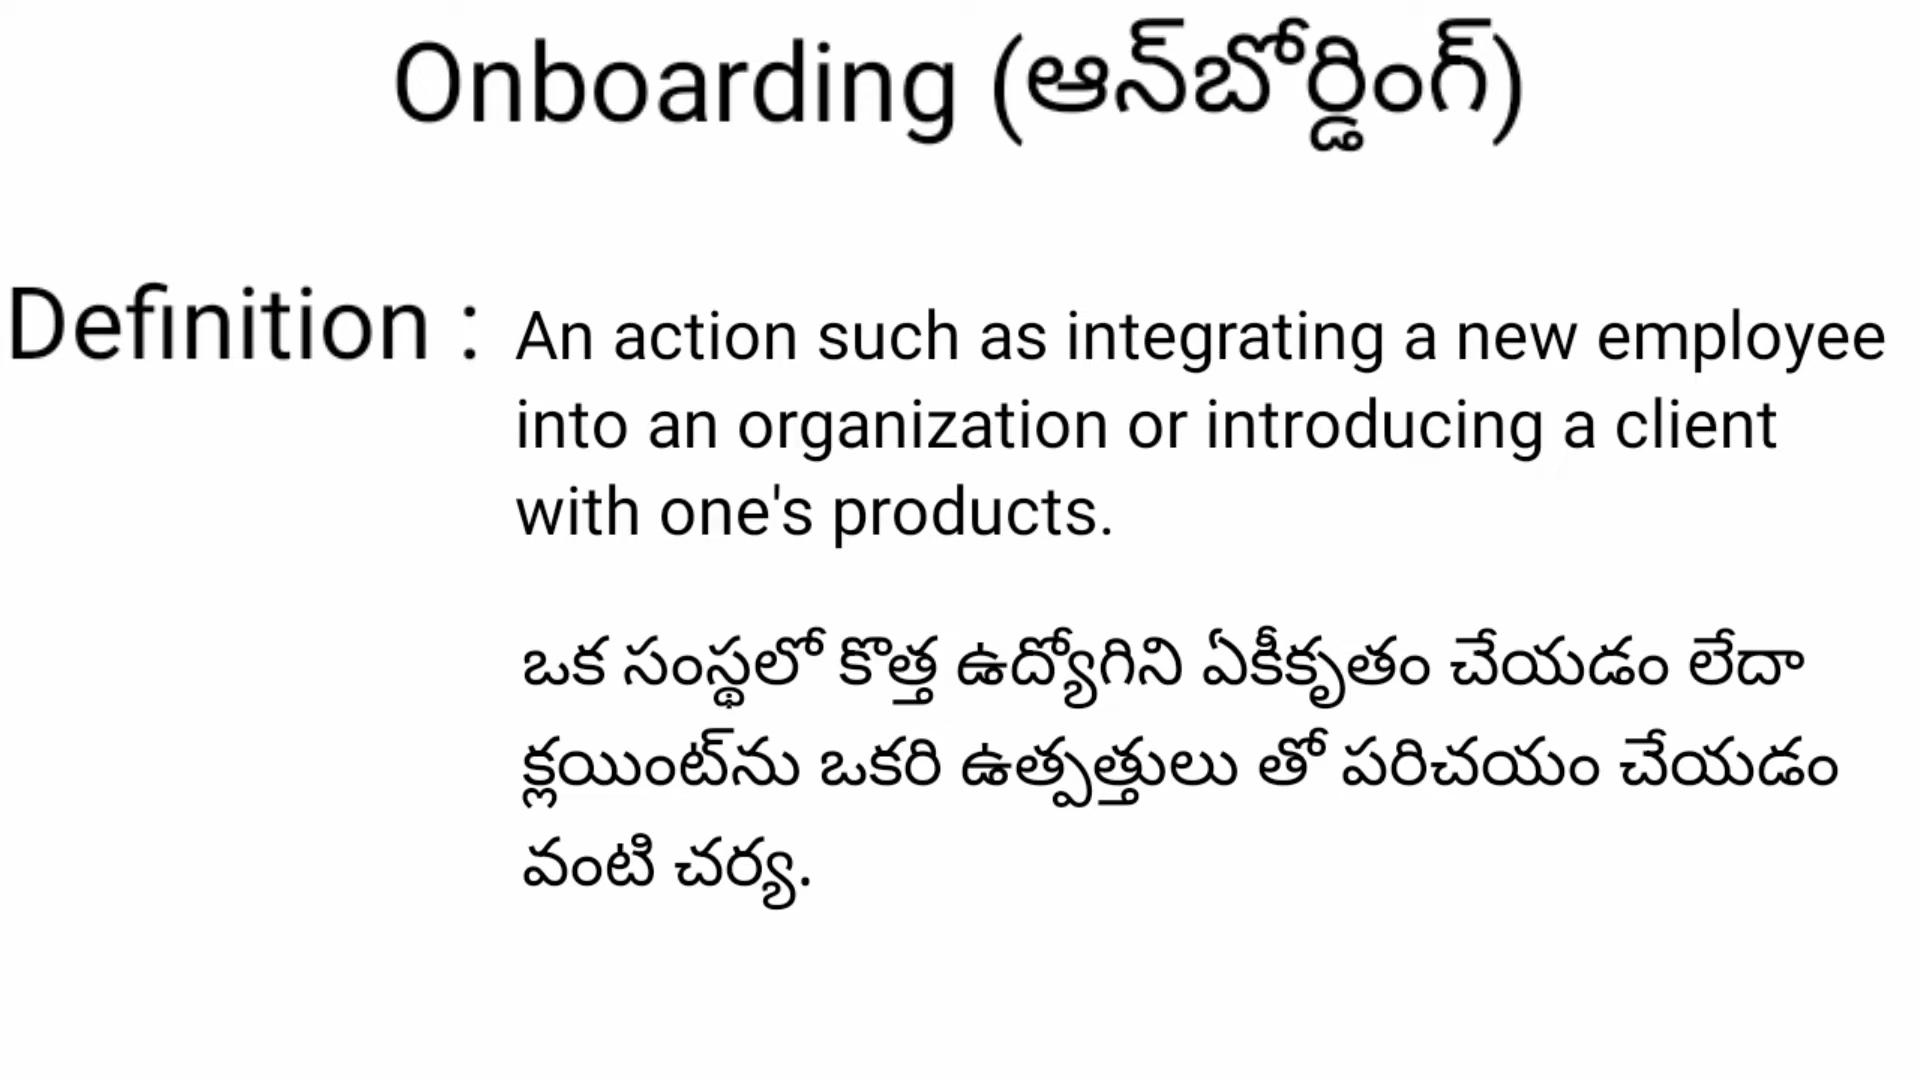 Onboarding (ఆన్‌బోర్డింగ్)
Definition : An action such as integrating a new employee
into an organization or introducing a client
with one's products.
ఒక సంస్థలో కొత్త ఉద్యోగిని ఏకీకృతం చేయడం లేదా
క్లయింట్‌ను ఒకరి ఉత్పత్తులు తో పరిచయం చేయడం
వంటి చర్య.